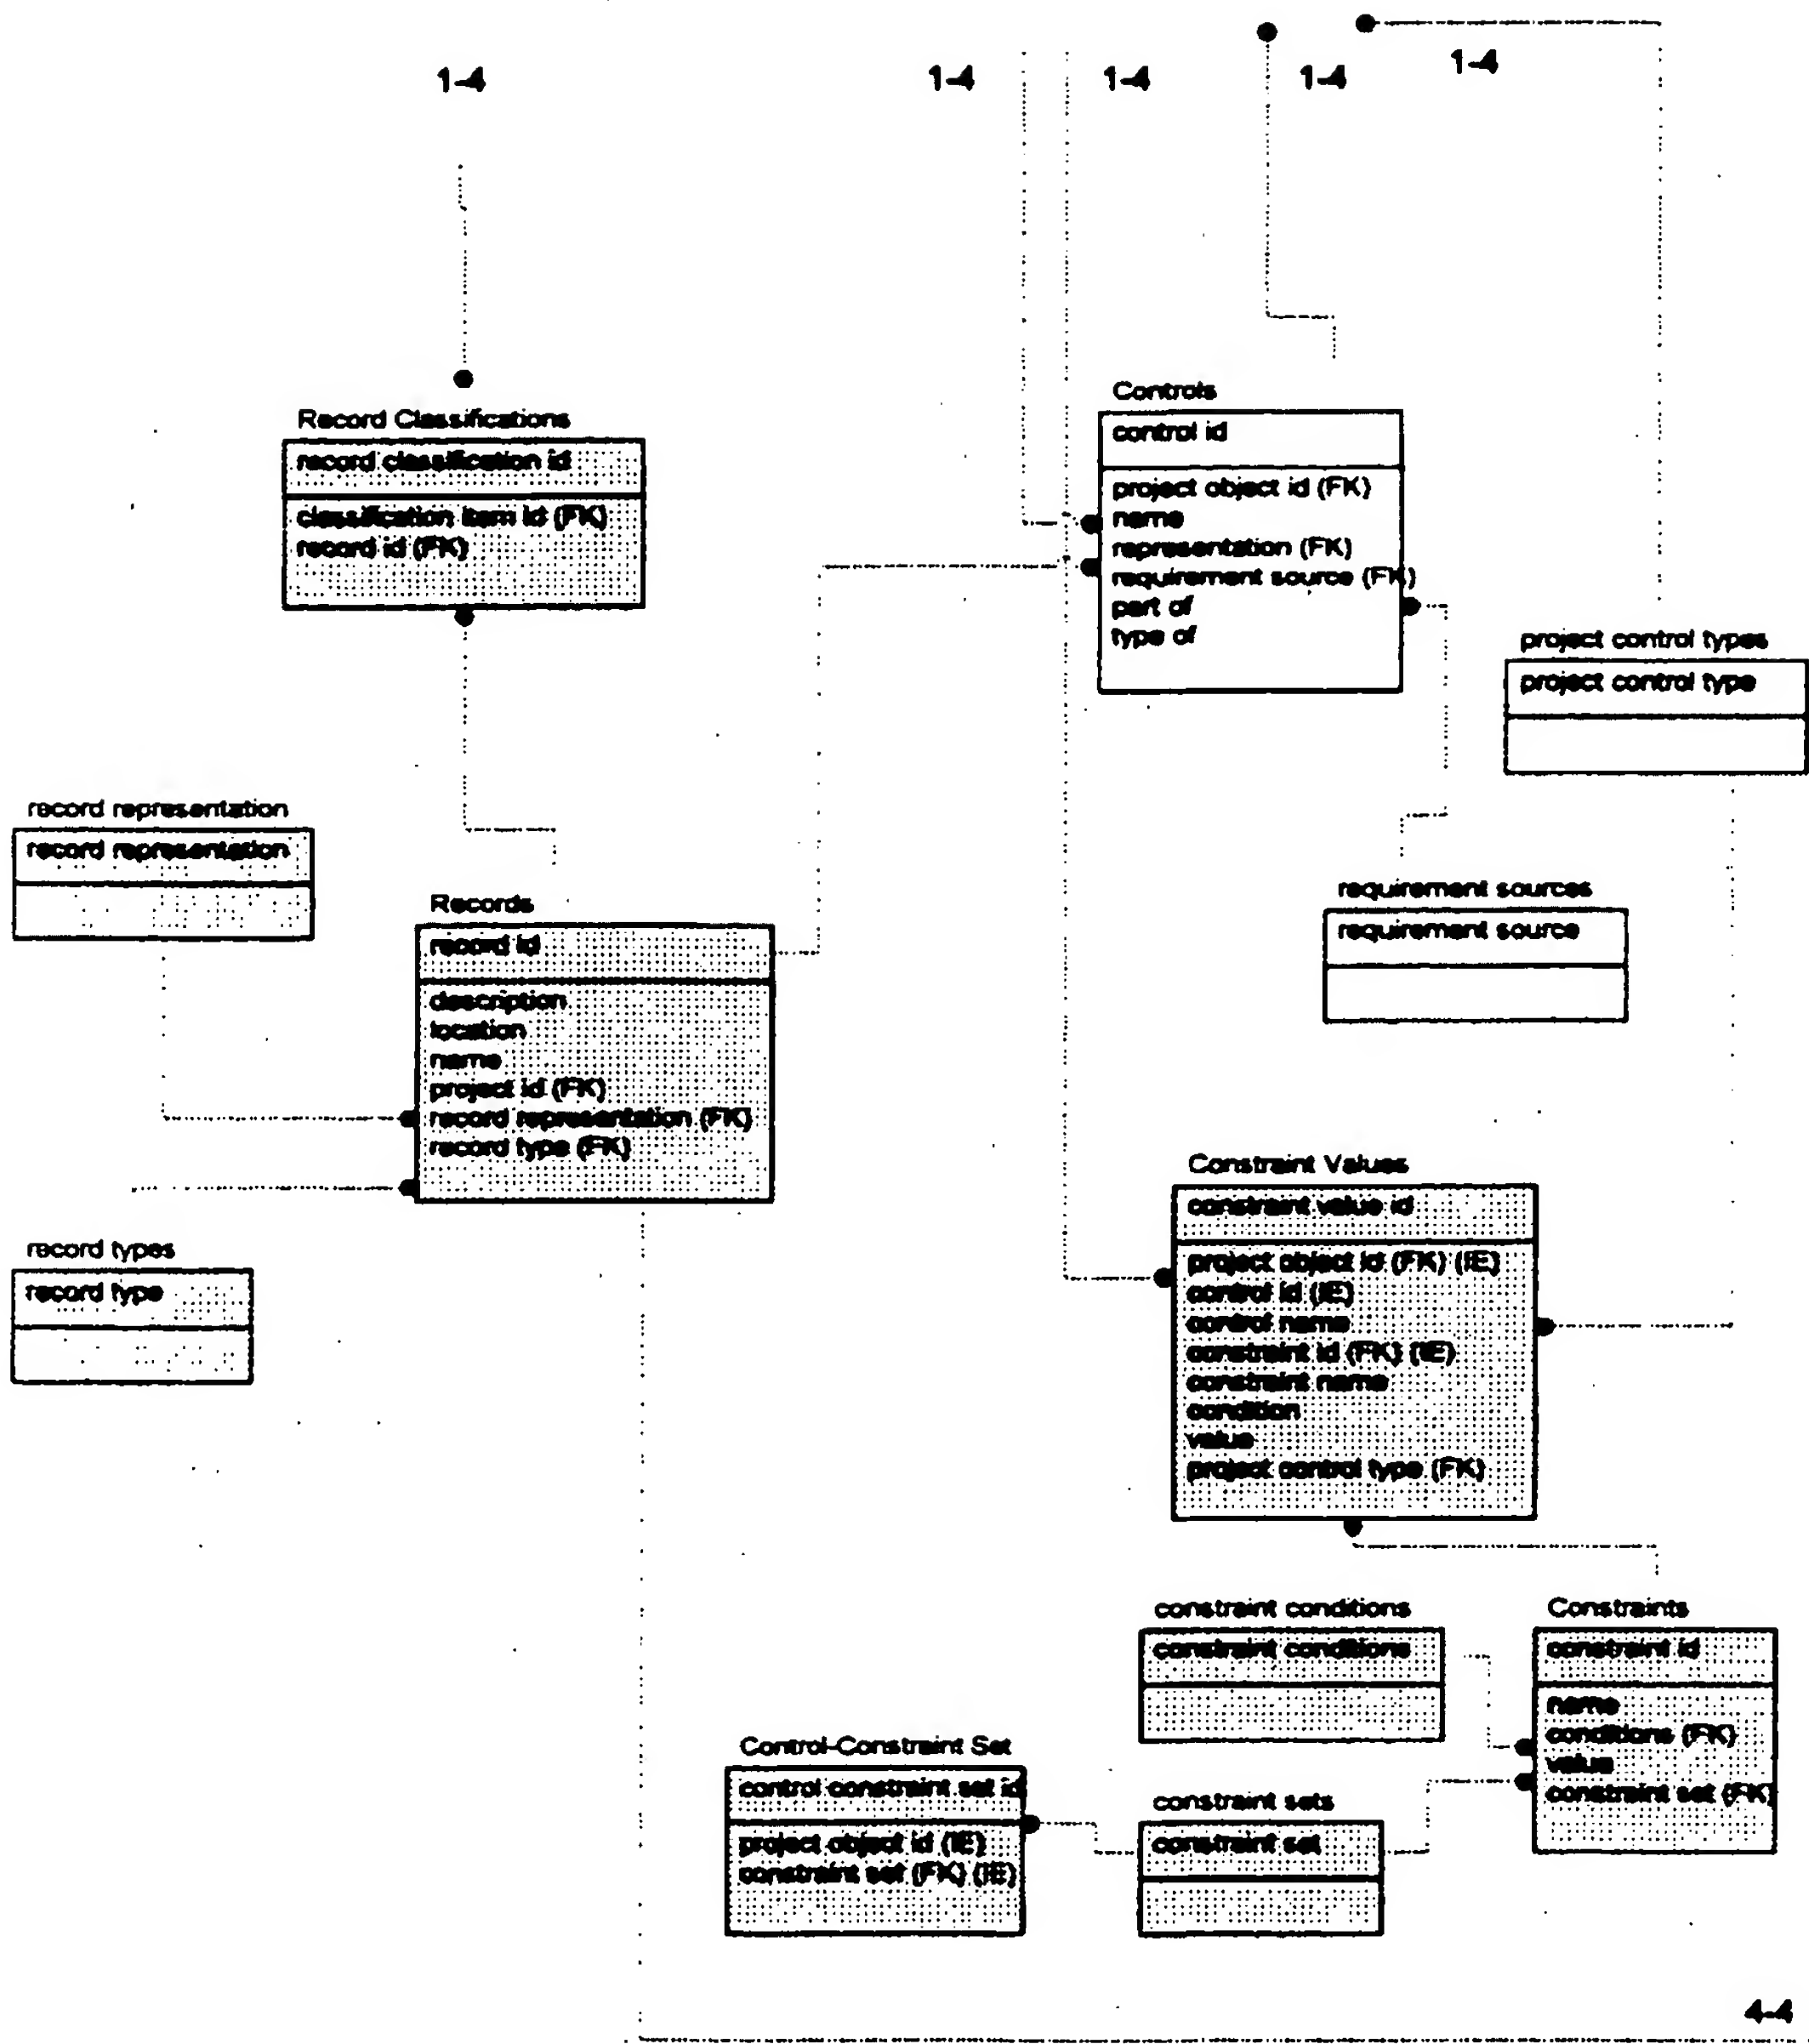 1-4
1-4
1-4
1-4
1-4
Record Classifications
record classification id
classification item id (FK)
record id (FK)
Controls
control id
project object id (FK)
name
representation (FK)
requirement source (FK)
part of
type of
project control types
project control type
record representation
record representation
requirement sources
requirement source
Records
record id
description
location
name
project id (FK)
record representation (FK)
record type (FK)
record types
record type
Constraint Values
constraint value id
project object id (FK) (IE)
control id (IE)
control name
constraint id (FK) (IE)
constraint name
condition
value
project control type (FK)
constraint conditions
constraint conditions
Constraints
constraint id
name
conditions (FK)
value
constraint set (FK)
Control-Constraint Set
control constraint set id
project object id (IE)
constraint set (FK) (IE)
constraint sets
constraint set
4-4